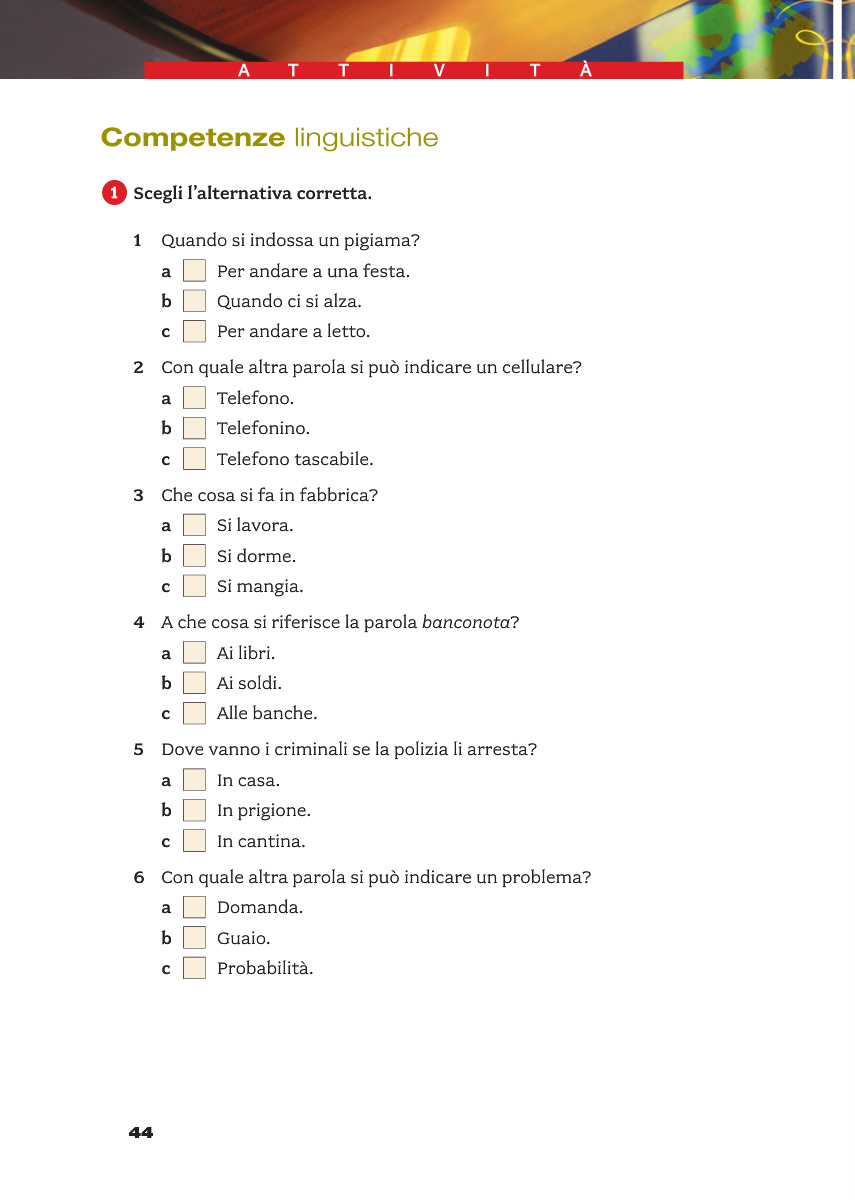 ATTIVITÀ
Competenze linguistiche
1 Scegli l'alternativa corretta.
1 Quando si indossa un pigiama?
a Per andare a una festa.
b Quando ci si alza.
c Per andare a letto.
2 Con quale altra parola si può indicare un cellulare?
a Telefono.
b Telefonino.
c Telefono tascabile.
3 Che cosa si fa in fabbrica?
a Si lavora.
b Si dorme.
c Si mangia.
4 A che cosa si riferisce la parola banconota?
a Ai libri.
b Ai soldi.
c Alle banche.
5 Dove vanno i criminali se la polizia li arresta?
a In casa.
b In prigione.
c In cantina.
6 Con quale altra parola si può indicare un problema?
a Domanda.
b Guaio.
c Probabilità.
44